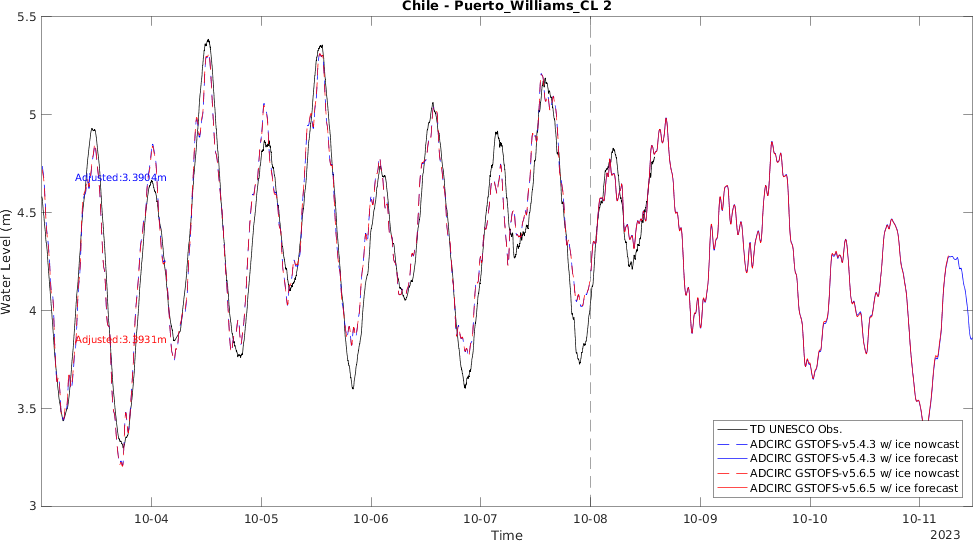 Chile - Puerto_Williams_CL 2
5.5
5
4.5
4
3.5
3
Water Level (m)
Adjusted:3.3904m
Adjusted:3.3931m
TD UNESCO Obs.
ADCIRC GSTOFS-v5.4.3 w/ ice nowcast
ADCIRC GSTOFS-v5.4.3 w/ ice forecast
ADCIRC GSTOFS-v5.6.5 w/ ice nowcast
ADCIRC GSTOFS-v5.6.5 w/ ice forecast
10-04 10-05 10-06 10-07 10-08 10-09 10-10 10-11
Time
2023